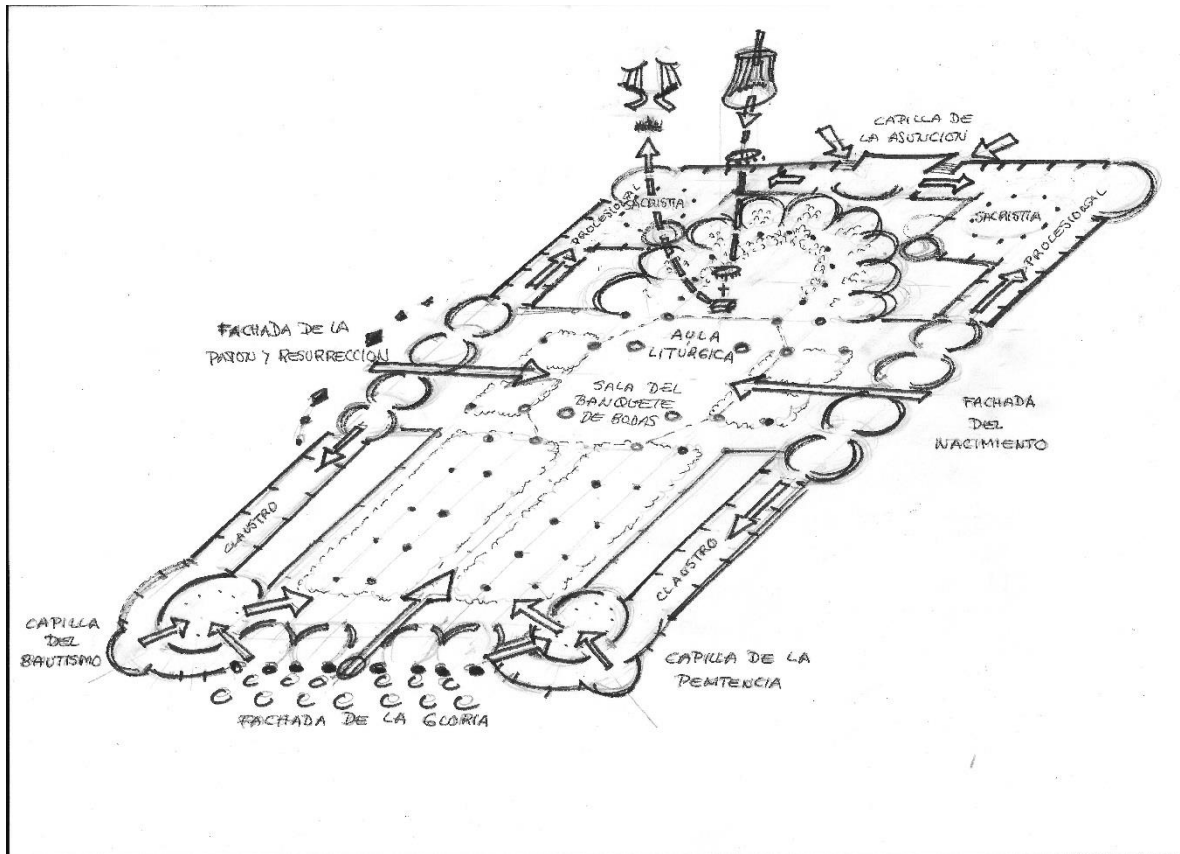 CAPILLA DE
LA ASUNCION
SACRISTIA
PROCESIONAL
SACRISTIA
PROCESIONAL
FACHADA DE LA
PASION Y RESURRECCION
AULA
LITÚRGICA
SALA DEL
BANQUETE
DE BODAS
FACHADA
DEL
NACIMIENTO
CLAUSTRO
CLAUSTRO
CAPILLA
DEL
BAUTISMO
CAPILLA DE LA
PENITENCIA
FACHADA DE LA GLORIA